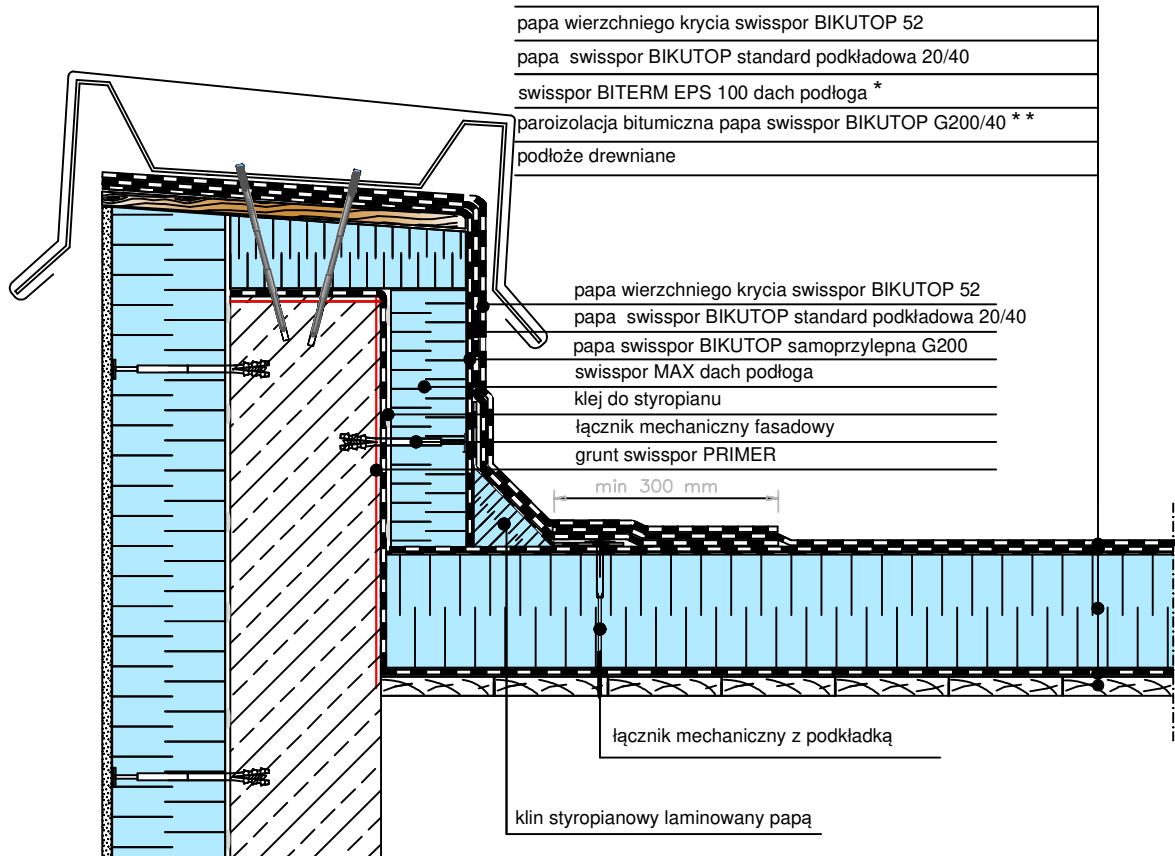 papa wierzchniego krycia swisspor BIKUTOP 52
papa swisspor BIKUTOP standard podkładowa 20/40
swisspor BITERM EPS 100 dach podłoga *
paroizolacja bitumiczna papa swisspor BIKUTOP G200/40 * *
podłoże drewniane
papa wierzchniego krycia swisspor BIKUTOP 52
papa swisspor BIKUTOP standard podkładowa 20/40
papa swisspor BIKUTOP samoprzylepna G200
swisspor MAX dach podłoga
klej do styropianu
łącznik mechaniczny fasadowy
grunt swisspor PRIMER
min 300 mm
łącznik mechaniczny z podkładką
klin styropianowy laminowany papą